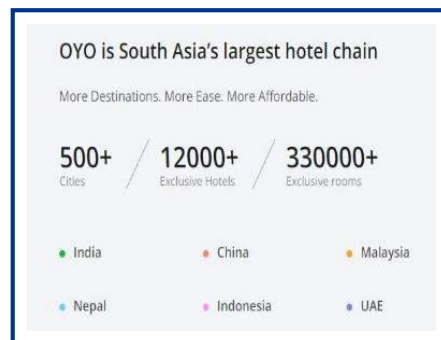 OYO is South Asia's largest hotel chain
More Destinations. More Ease. More Affordable.
500+ 12000+ 330000+
Cities Exclusive Hotels Exclusive rooms
India China Malaysia
Nepal Indonesia UAE